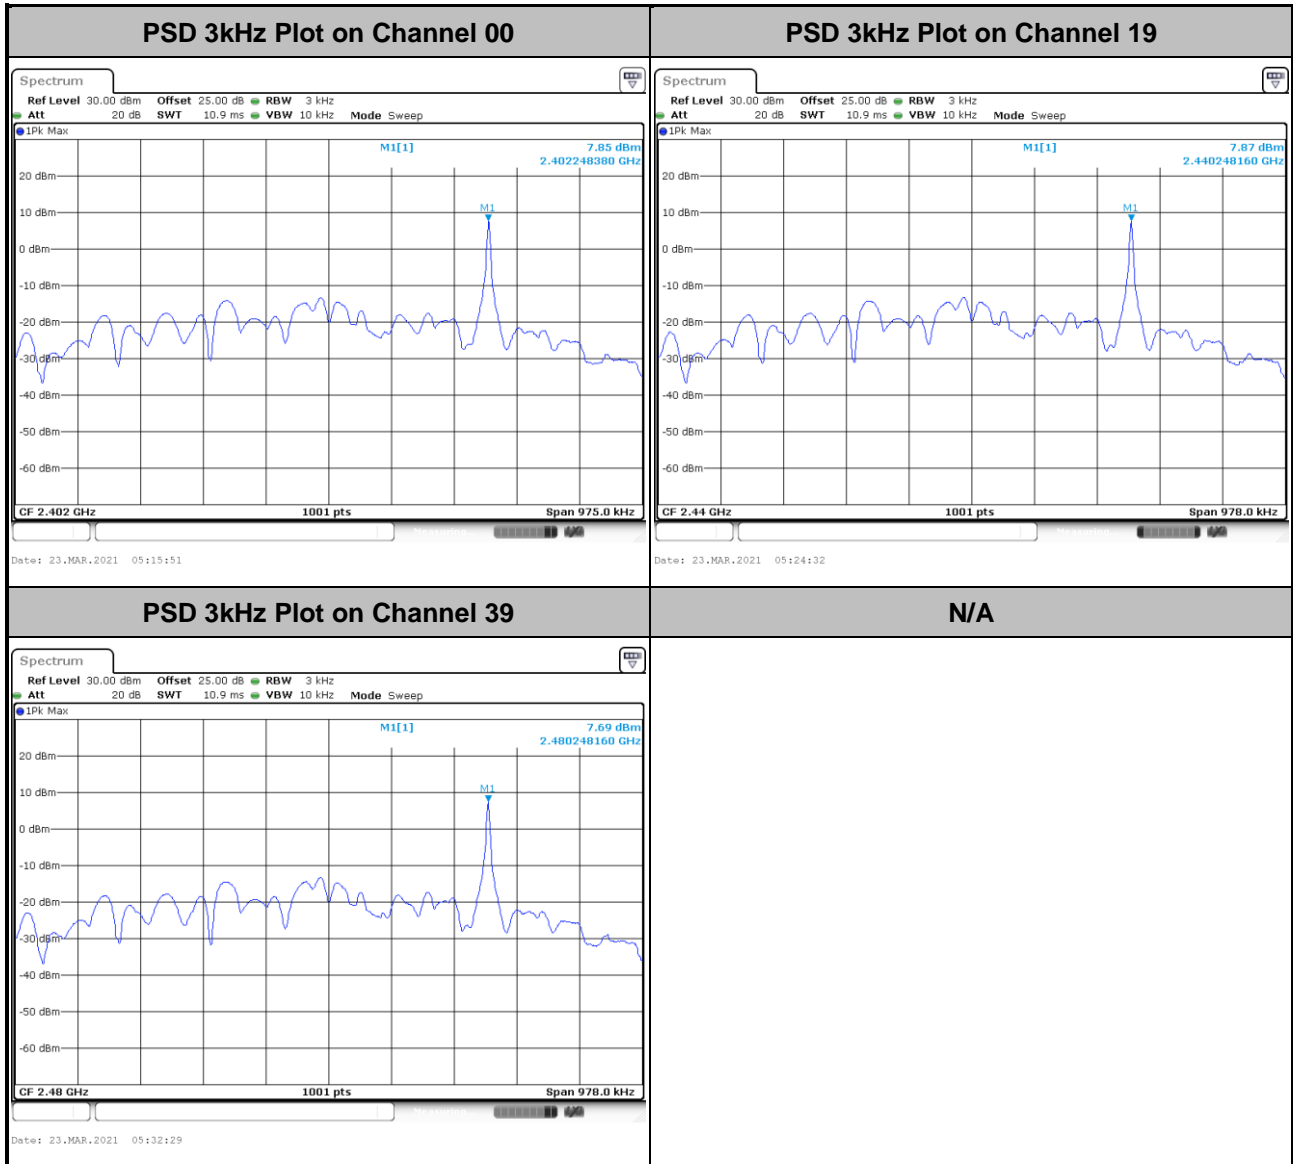 PSD 3kHz Plot on Channel 00
PSD 3kHz Plot on Channel 19
Spectrum
Ref Level 30.00 dBm Offset 25.00 dB RBW 3 kHz
Att 20 dB SWT 10.9 ms VBW 10 kHz Mode Sweep
1Pk Max
M1[1] 7.85 dBm
2.402248380 GHz
M1
20 dBm
10 dBm
0 dBm
-10 dBm
-20 dBm
-30 dBm
-40 dBm
-50 dBm
-60 dBm
CF 2.402 GHz 1001 pts Span 975.0 kHz
Measuring...
Date: 23.MAR.2021 05:15:51
Spectrum
Ref Level 30.00 dBm Offset 25.00 dB RBW 3 kHz
Att 20 dB SWT 10.9 ms VBW 10 kHz Mode Sweep
1Pk Max
M1[1] 7.87 dBm
2.440248160 GHz
M1
20 dBm
10 dBm
0 dBm
-10 dBm
-20 dBm
-30 dBm
-40 dBm
-50 dBm
-60 dBm
CF 2.44 GHz 1001 pts Span 978.0 kHz
Measuring...
Date: 23.MAR.2021 05:24:32
PSD 3kHz Plot on Channel 39
N/A
Spectrum
Ref Level 30.00 dBm Offset 25.00 dB RBW 3 kHz
Att 20 dB SWT 10.9 ms VBW 10 kHz Mode Sweep
1Pk Max
M1[1] 7.69 dBm
2.480248160 GHz
M1
20 dBm
10 dBm
0 dBm
-10 dBm
-20 dBm
-30 dBm
-40 dBm
-50 dBm
-60 dBm
CF 2.48 GHz 1001 pts Span 978.0 kHz
Measuring...
Date: 23.MAR.2021 05:32:29